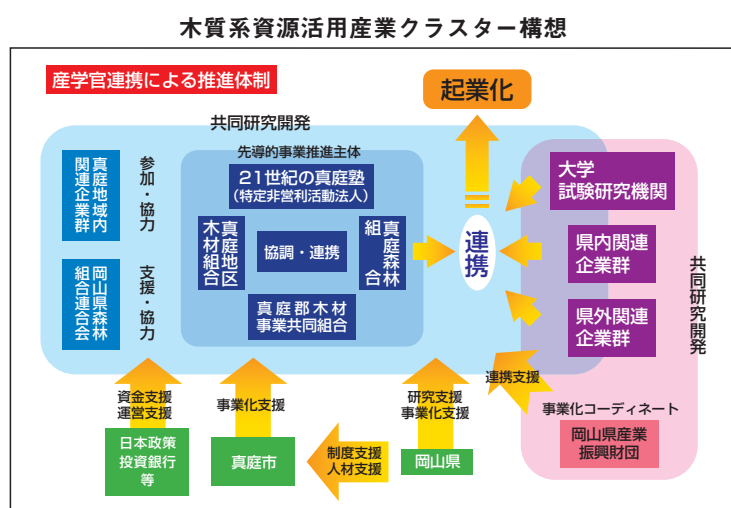 木質系資源活用産業クラスター構想
産学官連携による推進体制
起業化
共同研究開発
先導的事業推進主体
真庭地域内
関連企業群
参加・協力
21世紀の真庭塾
(特定非営利活動法人)
真庭地区
木材組合
協調・連携
真庭森林
組合
真庭郡木材
事業共同組合
岡山県森林
組合連合会
支援・協力
連携
大学
試験研究機関
県内関連
企業群
県外関連
企業群
共同研究開発
資金支援
運営支援
事業化支援
研究支援
事業化支援
連携支援
日本政策
投資銀行
等
真庭市
制度支援
人材支援
岡山県
事業化コーディネート
岡山県産業
振興財団